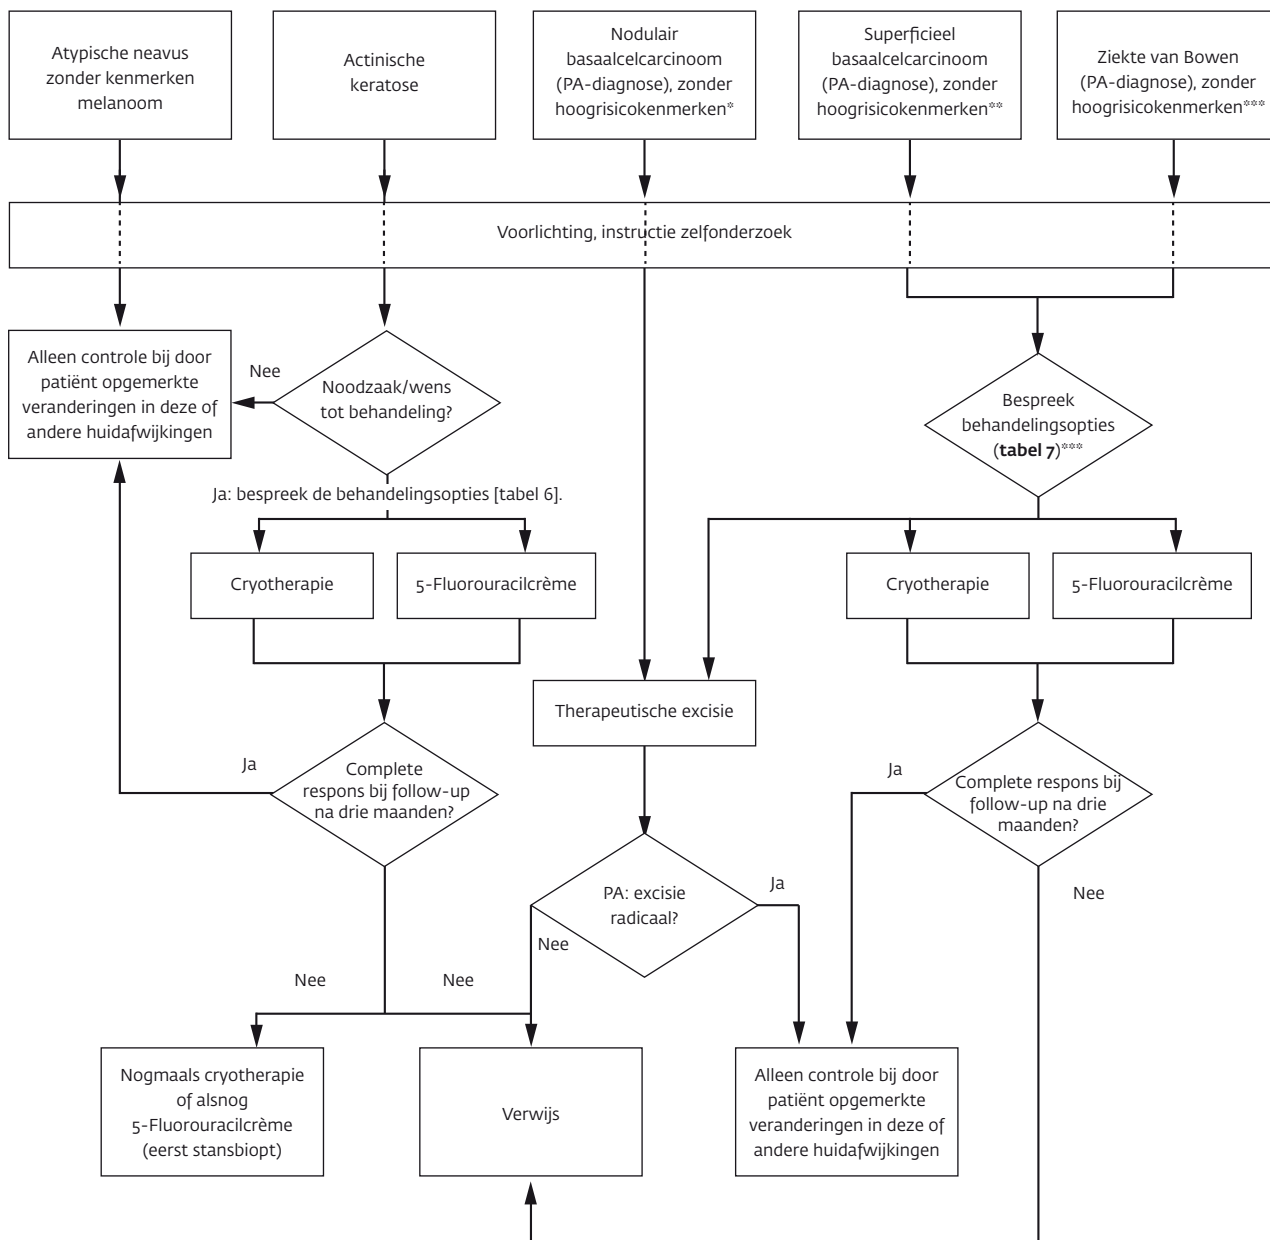 Atypische neavus
zonder kenmerken
melanoom
Actinische
keratose
Nodulair
basaalcelcarcinoom
(PA-diagnose), zonder
hoogrisicokenmerken*
Superficieel
basaalcelcarcinoom
(PA-diagnose), zonder
hoogrisicokenmerken**
Ziekte van Bowen
(PA-diagnose), zonder
hoogrisicokenmerken***
Voorlichting, instructie zelfonderzoek
Alleen controle bij door
patiënt opgemerkte
veranderingen in deze of
andere huidafwijkingen
Nee
Noodzaak/wens
tot behandeling?
Bespreek
behandelingsopties
(tabel 7)***
Ja: bespreek de behandelingsopties [tabel 6].
Cryotherapie
5-Fluorouracilcrème
Cryotherapie
5-Fluorouracilcrème
Therapeutische excisie
Ja
Complete
respons bij follow-up
na drie maanden?
Ja
Complete respons bij
follow-up na drie
maanden?
PA: excisie
radicaal?
Ja
Nee
Nee
Nee
Nee
Nogmaals cryotherapie
of alsnog
5-Fluorouracilcrème
(eerst stansbiopt)
Verwijs
Alleen controle bij door
patiënt opgemerkte
veranderingen in deze of
andere huidafwijkingen